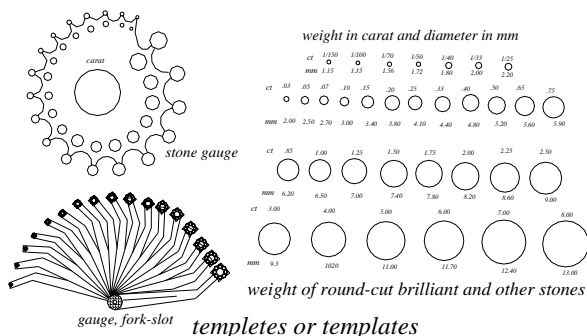 weight in carat and diameter in mm
carat
stone gauge
ct 1/150 1/100 1/70 1/50 1/40 1/33 1/25
mm 1.15 1.35 1.56 1.72 1.80 2.00 2.20
ct .03 .05 .07 .10 .15 .20 .25 .33 .40 .50 .65 .75
mm 2.00 2.50 2.70 3.00 3.40 3.80 4.10 4.40 4.80 5.20 5.60 5.90
ct .85 1.00 1.25 1.50 1.75 2.00 2.25 2.50
mm 6.20 6.50 7.00 7.40 7.80 8.20 8.60 9.00
ct 3.00 4.00 5.00 6.00 7.00 8.00
mm 9.3 1020 11.00 11.70 12.40 13.00
weight of round-cut brilliant and other stones
gauge, fork-slot
templetes or templates